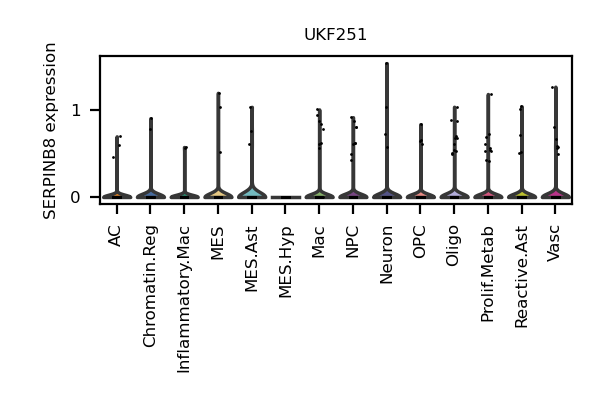 UKF251
SERPINB8 expression
1
0
AC
Chromatin.Reg
Inflammatory.Mac
MES
MES.Ast
MES.Hyp
Mac
NPC
Neuron
OPC
Oligo
Prolif.Metab
Reactive.Ast
Vasc